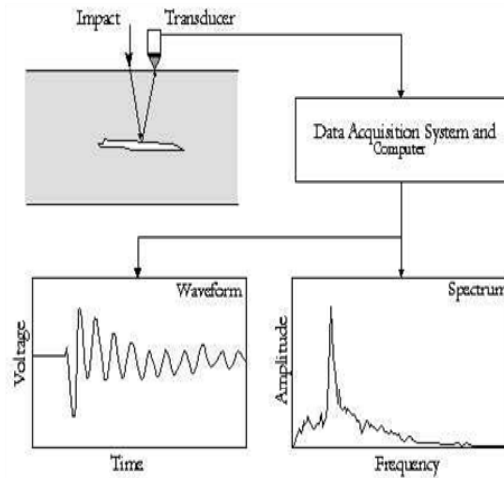 Impact
Transducer
Data Acquisition System and
Computer
Waveform
Voltage
Time
Spectrum
Amplitude
Frequency